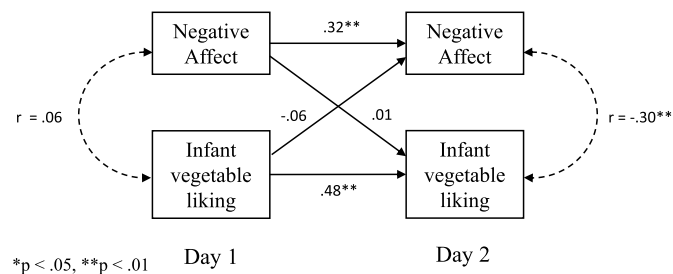 Negative
Affect
.32**
Negative
Affect
r = .06
-.06
.01
r = -.30**
Infant
vegetable
liking
.48**
Infant
vegetable
liking
*p < .05, **p < .01
Day 1
Day 2